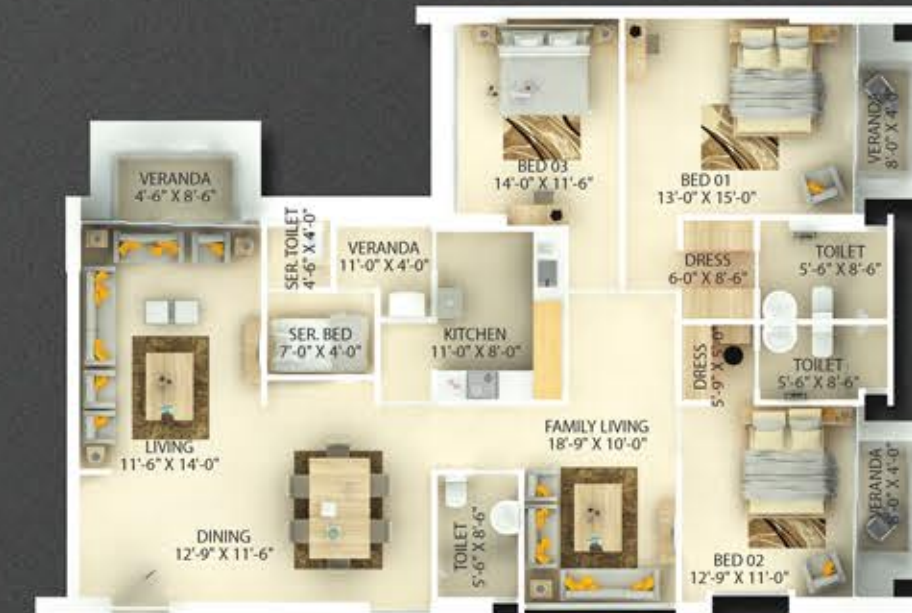 BED 03
14'-0" X 11'-6"
BED 01
13'-0" X 15'-0"
VERANDA
8'-0" X 4'-0"
VERANDA
4'-6" X 8'-6"
SER. TOILET
4'-6" X 4'-0"
VERANDA
11'-0" X 4'-0"
DRESS
6-0" X 8'-6"
TOILET
5'-6" X 8'-6"
SER. BED
7'-0" X 4'-0"
KITCHEN
11'-0" X 8'-0"
DRESS
5'-9" X 5'-0"
TOILET
5'-6" X 8'-6"
LIVING
11'-6" X 14'-0"
FAMILY LIVING
18'-9" X 10'-0"
DINING
12'-9" X 11'-6"
TOILET
5'-6" X 8'-6"
BED 02
12'-9" X 11'-0"
VERANDA
8'-0" X 4'-0"